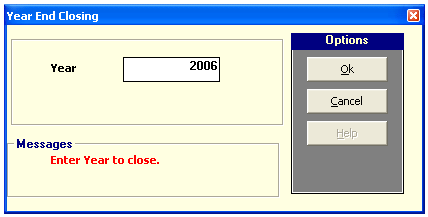 Year End Closing
Options
Year 2006
Ok
Cancel
Help
Messages
Enter Year to close.